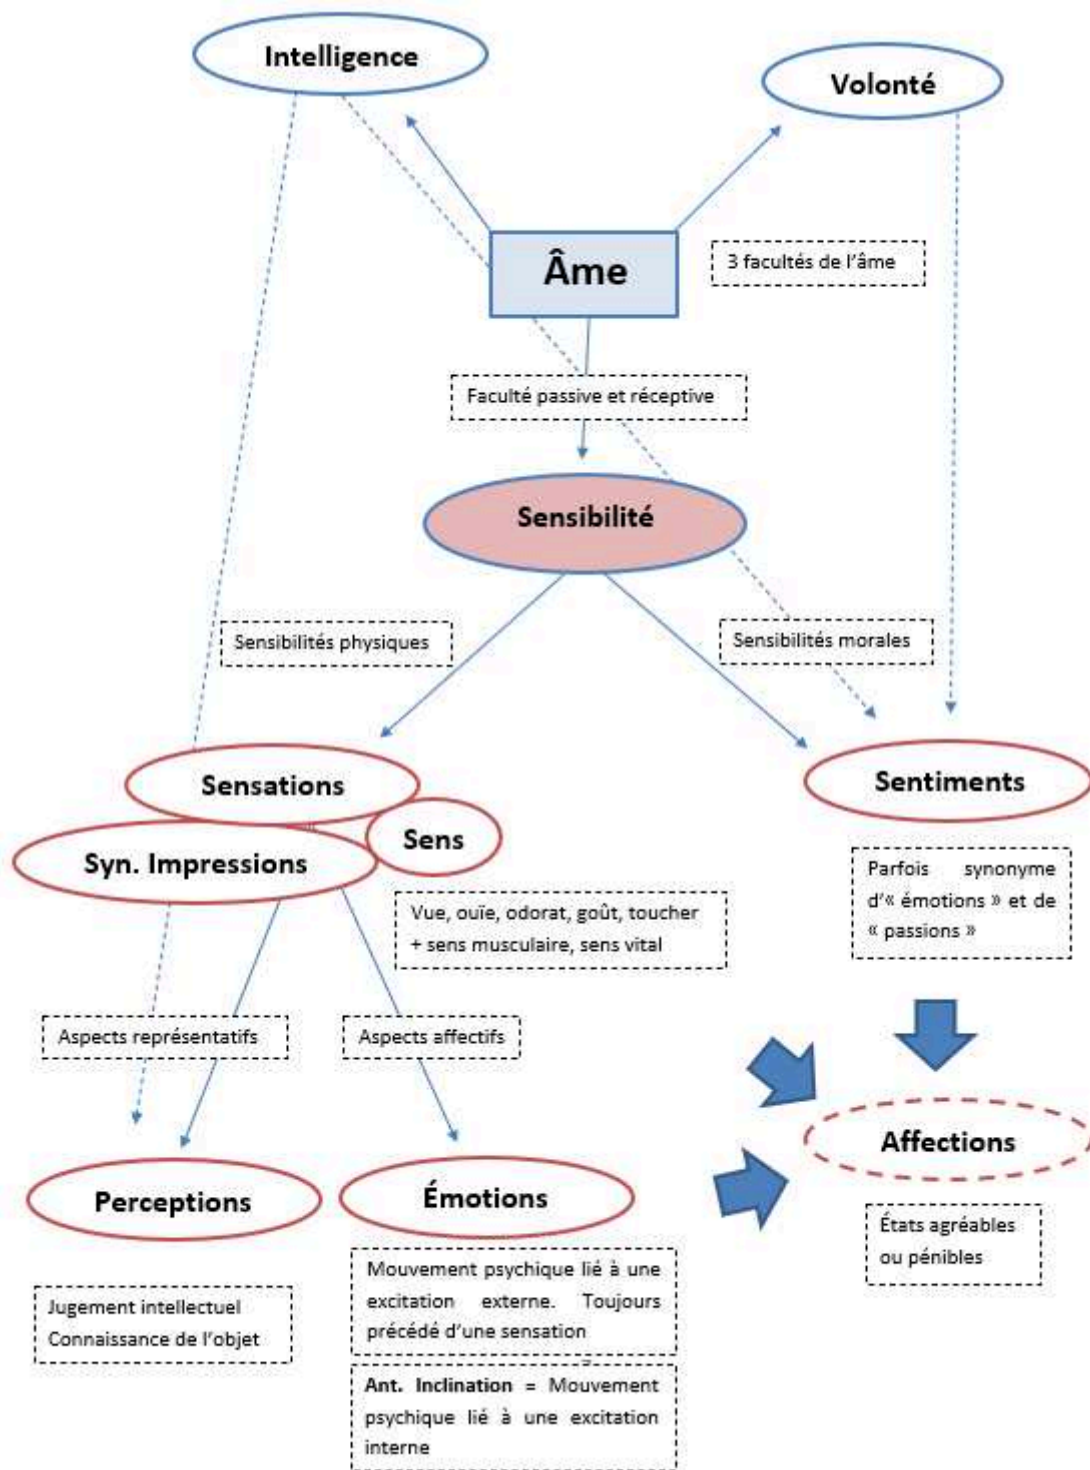 Intelligence
Volonté
Âme
3 facultés de l’âme
Faculté passive et réceptive
Sensibilité
Sensibilités physiques
Sensibilités morales
Sensations
Sentiments
Sens
Syn. Impressions
Parfois synonyme
d’« émotions » et de
« passions »
Vue, ouïe, odorat, goût, toucher
+ sens musculaire, sens vital
Aspects représentatifs
Aspects affectifs
Affections
Perceptions
Émotions
États agréables
ou pénibles
Mouvement psychique lié à une
excitation externe. Toujours
précédé d’une sensation
Jugement intellectuel
Connaissance de l’objet
Ant. Inclination = Mouvement
psychique lié à une excitation
interne